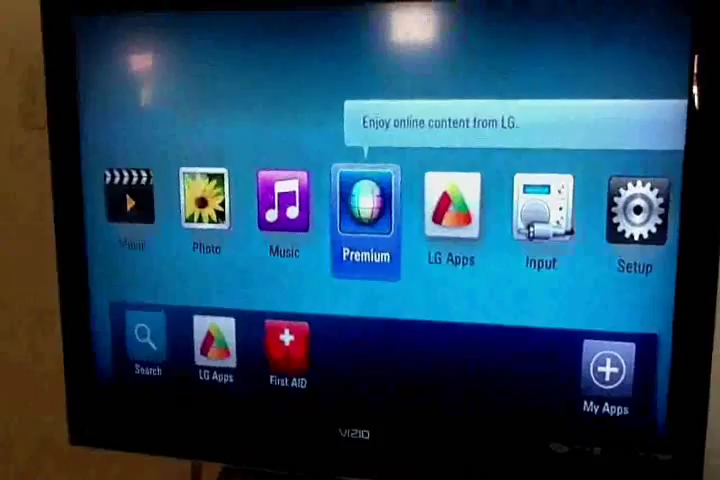 Enjoy online content from LG.
Movie
Photo
Music
Premium
LG Apps
Input
Setup
Search
LG Apps
First AID
My Apps
VIZIO